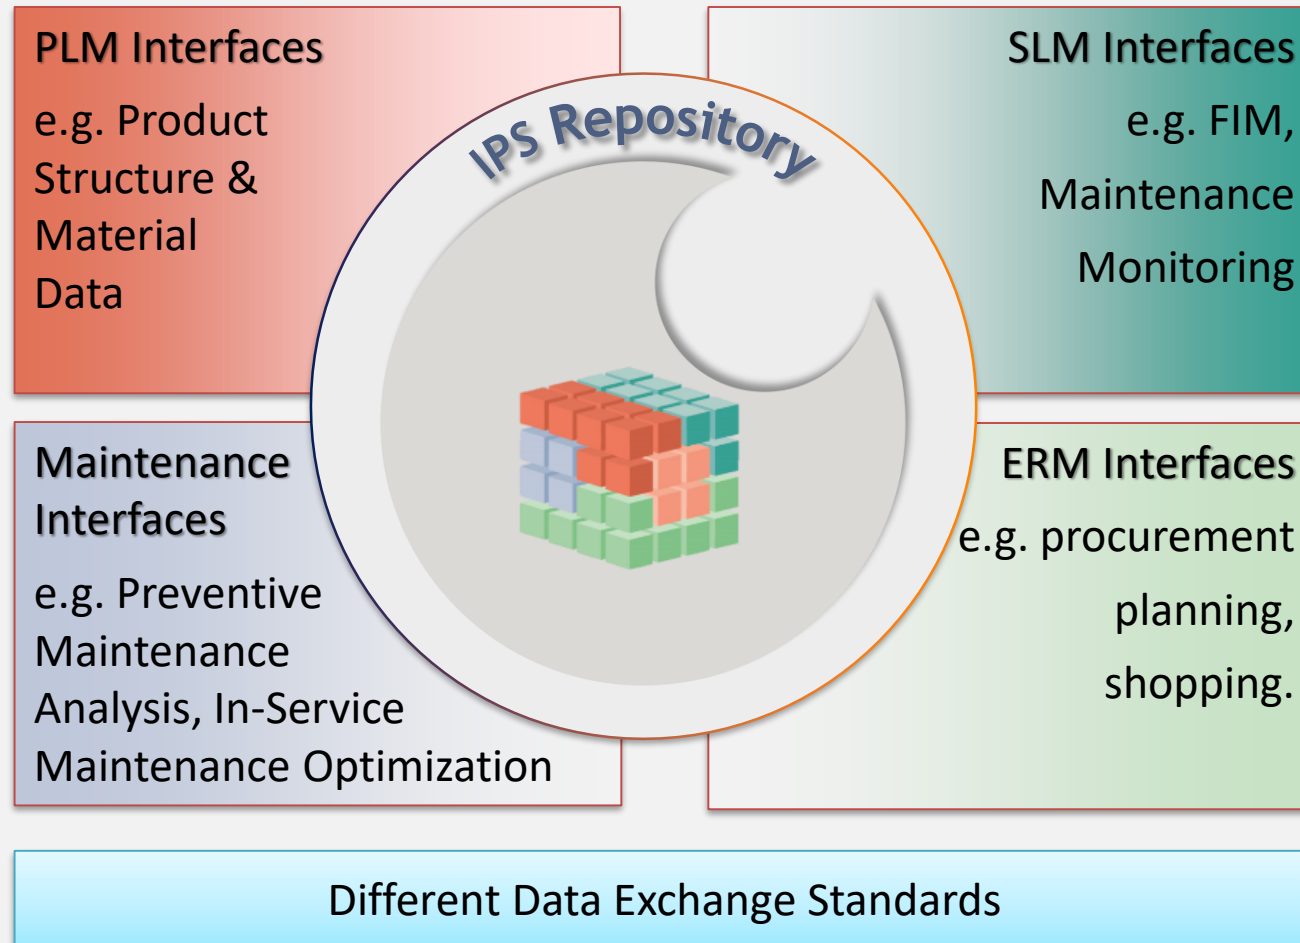 PLM Interfaces
e.g. Product
Structure &
Material
Data
IPS Repository
SLM Interfaces
e.g. FIM,
Maintenance
Monitoring
Maintenance
Interfaces
e.g. Preventive
Maintenance
Analysis, In-Service
Maintenance Optimization
ERM Interfaces
e.g. procurement
planning,
shopping.
Different Data Exchange Standards